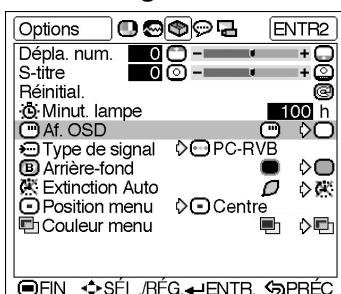 Options ENTR2
Dépla. num. 0 - +
S-titre 0 - +
Réinitial.
Minut. lampe 100 h
Af. OSD
Type de signal PC-RVB
B Arrière-fond
Extinction Auto
Position menu Centre
Couleur menu
FIN SÉL./RÉG ENTR. PRÉC